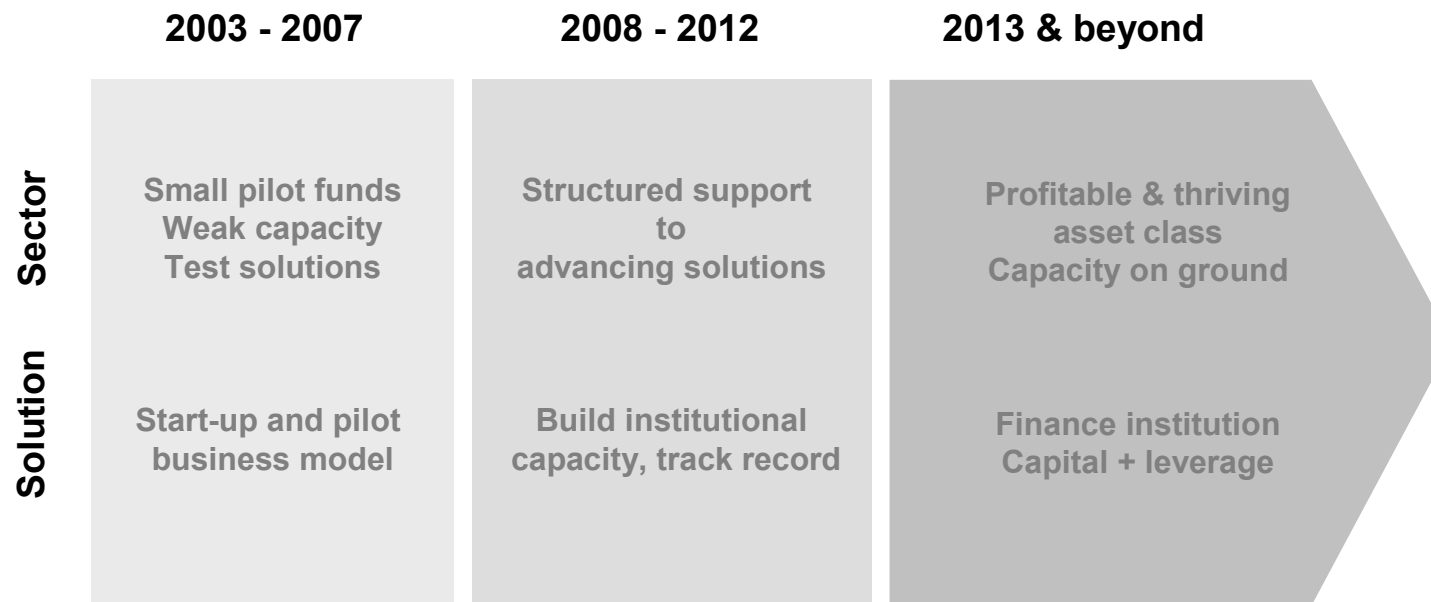 2003 - 2007
2008 - 2012
2013 & beyond
Sector
Small pilot funds
Weak capacity
Test solutions
Structured support
to
advancing solutions
Profitable & thriving
asset class
Capacity on ground
Solution
Start-up and pilot
business model
Build institutional
capacity, track record
Finance institution
Capital + leverage